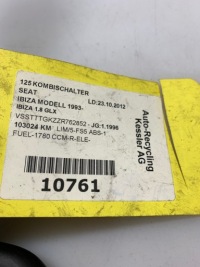 125 KOMBISCHALTER
SEAT LD:23.10.2012
IBIZA MODELL 1993-
IBIZA 1.8 GLX
VSSTTTGKZZR762852 - JG:1.1996
103024 KM LIM/5-FS5 ABS-1
FUEL-1780 CCM-R-ELE-
10761
Auto-Recycling
Kessler AG